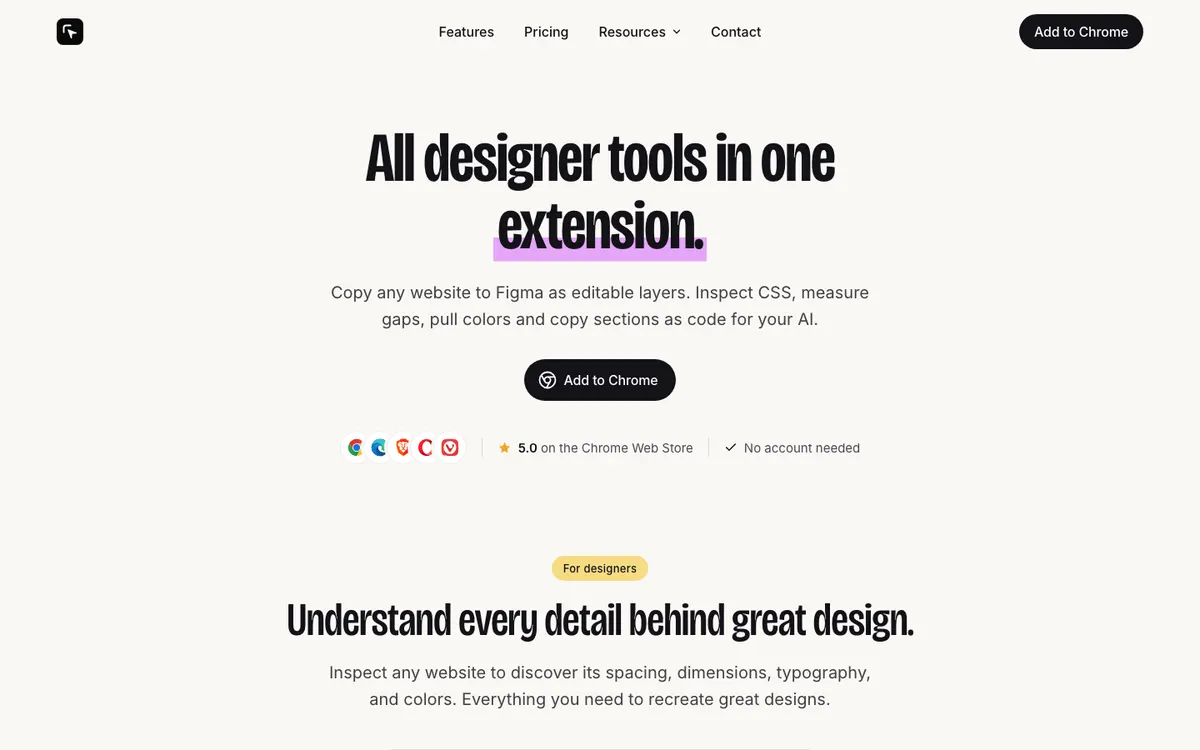 Features
Pricing
Resources
Contact
Add to Chrome
All designer tools in one
extension.
Copy any website to Figma as editable layers. Inspect CSS, measure
gaps, pull colors and copy sections as code for your AI.
Add to Chrome
5.0 on the Chrome Web Store
No account needed
For designers
Understand every detail behind great design.
Inspect any website to discover its spacing, dimensions, typography,
and colors. Everything you need to recreate great designs.